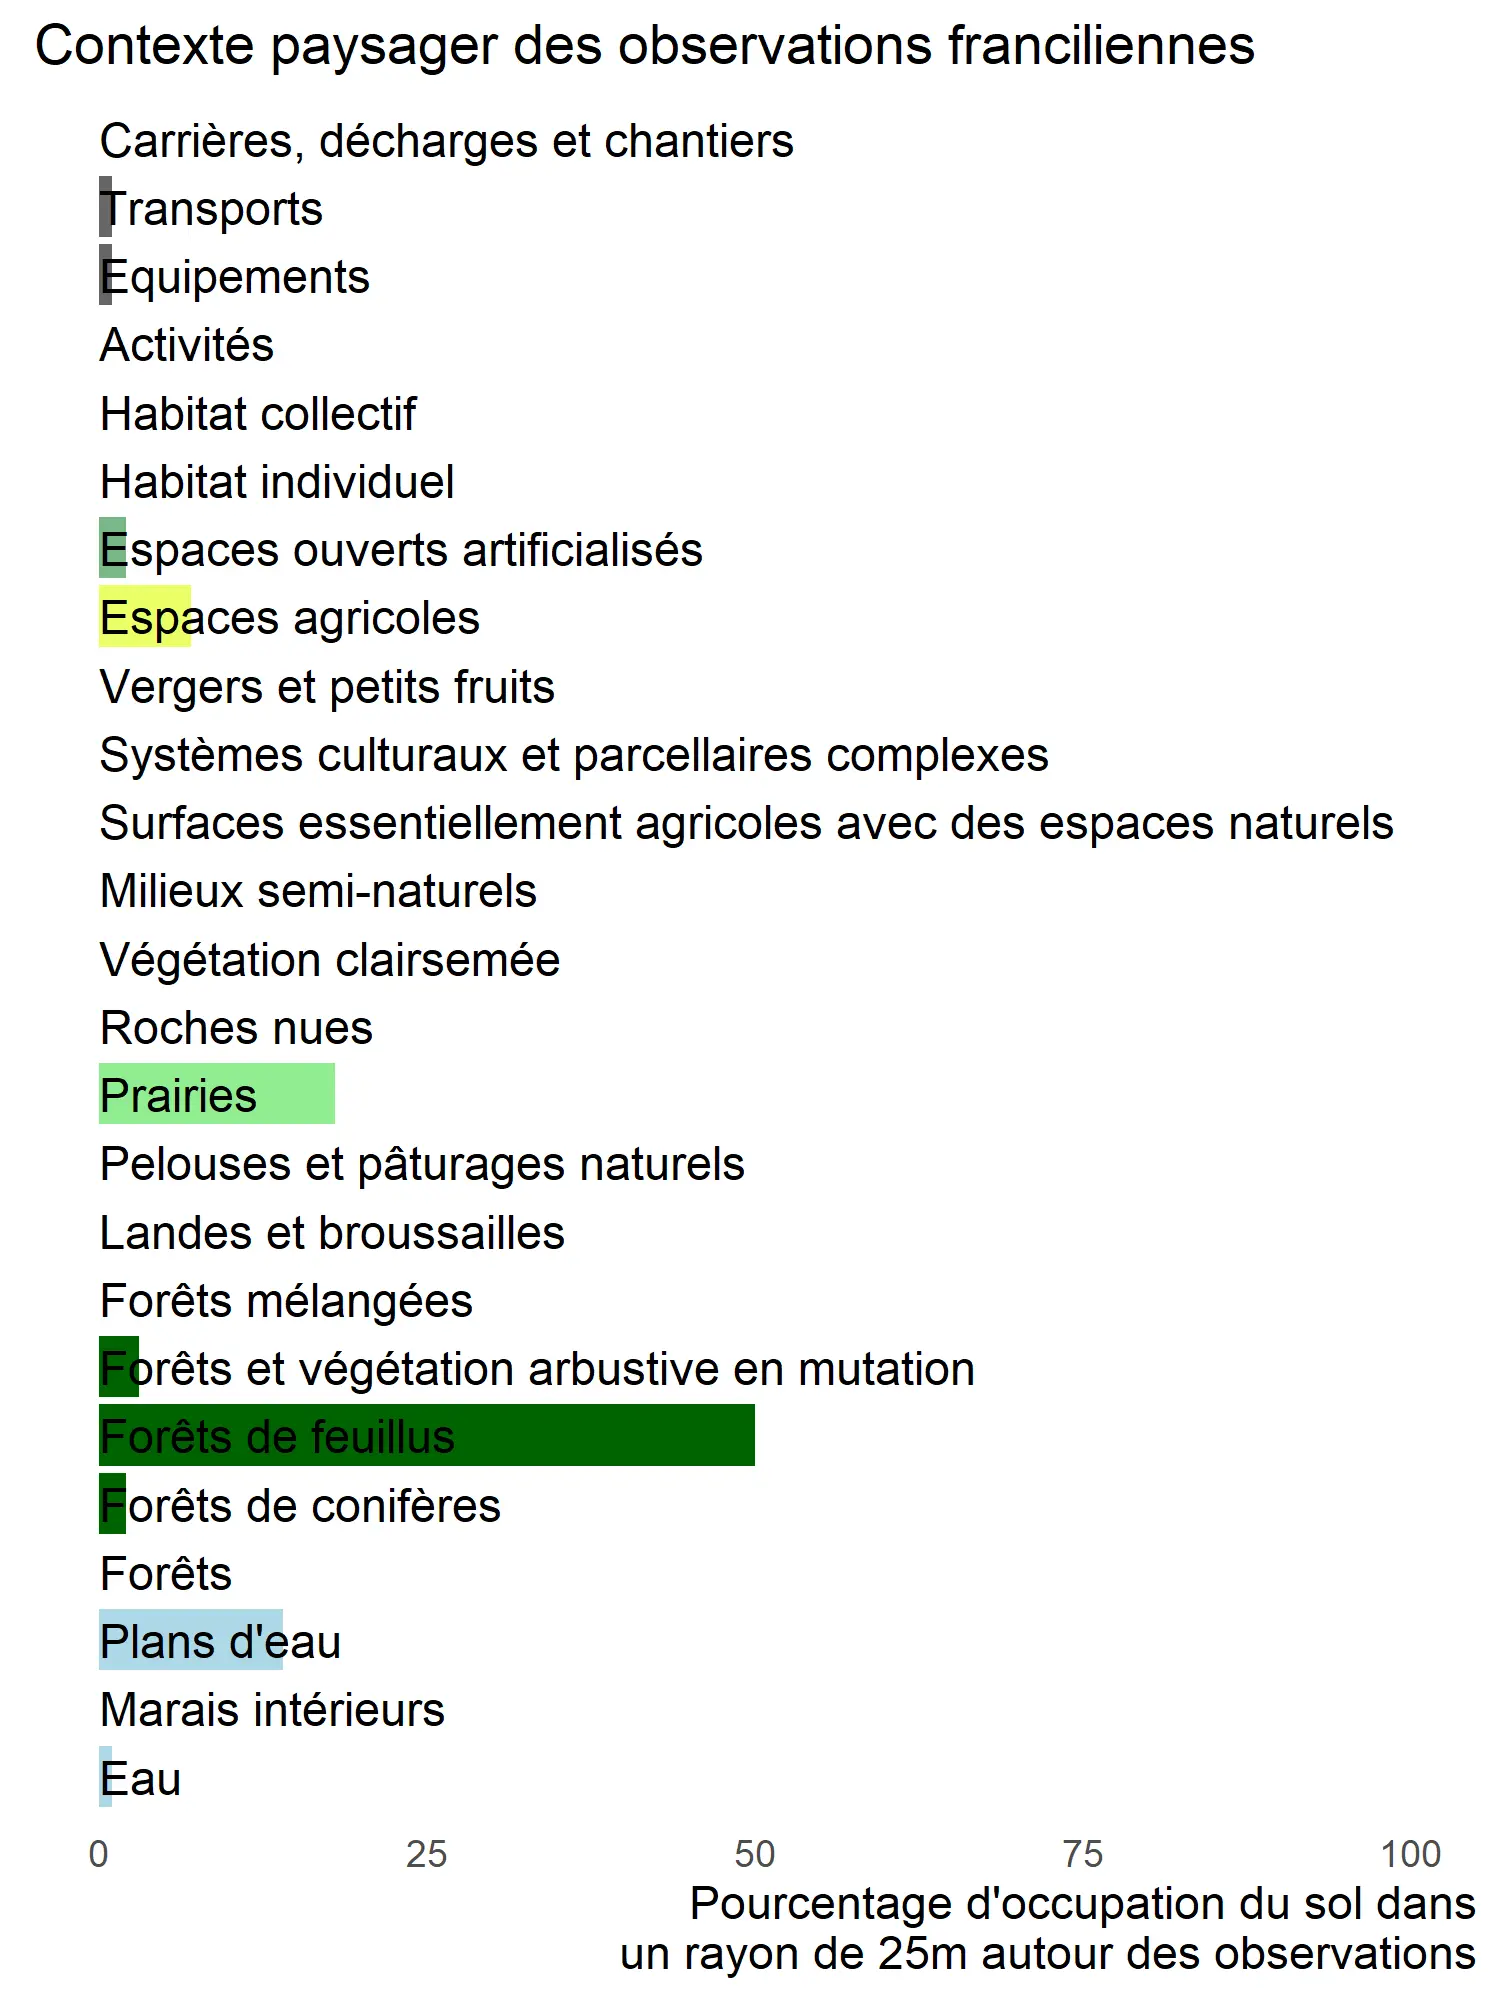 Contexte paysager des observations franciliennes
Carrières, décharges et chantiers
Transports
Equipements
Activités
Habitat collectif
Habitat individuel
Espaces ouverts artificialisés
Espaces agricoles
Vergers et petits fruits
Systèmes culturaux et parcellaires complexes
Surfaces essentiellement agricoles avec des espaces naturels
Milieux semi-naturels
Végétation clairsemée
Roches nues
Prairies
Pelouses et pâturages naturels
Landes et broussailles
Forêts mélangées
Forêts et végétation arbustive en mutation
Forêts de feuillus
Forêts de conifères
Forêts
Plans d'eau
Marais intérieurs
Eau
0 25 50 75 100
Pourcentage d'occupation du sol dans
un rayon de 25m autour des observations